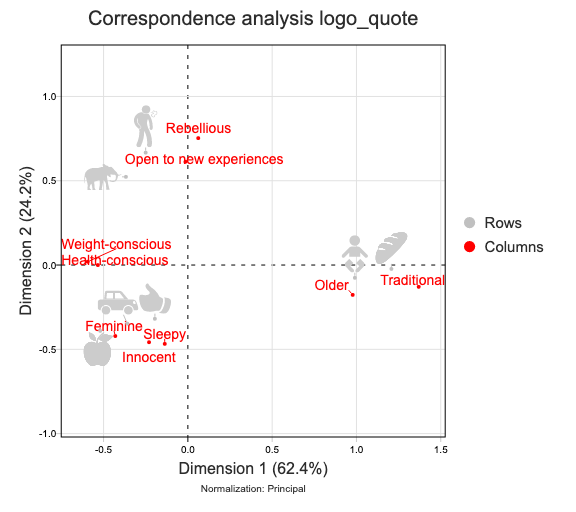 Correspondence analysis logo_quote
Dimension 2 (24.2%)
1.0
0.5
0.0
-0.5
-1.0
Rebellious
Open to new experiences
Weight-conscious
Health-conscious
Older
Traditional
Feminine
Sleepy
Innocent
Rows
Columns
-0.5
0.0
0.5
1.0
1.5
Dimension 1 (62.4%)
Normalization: Principal